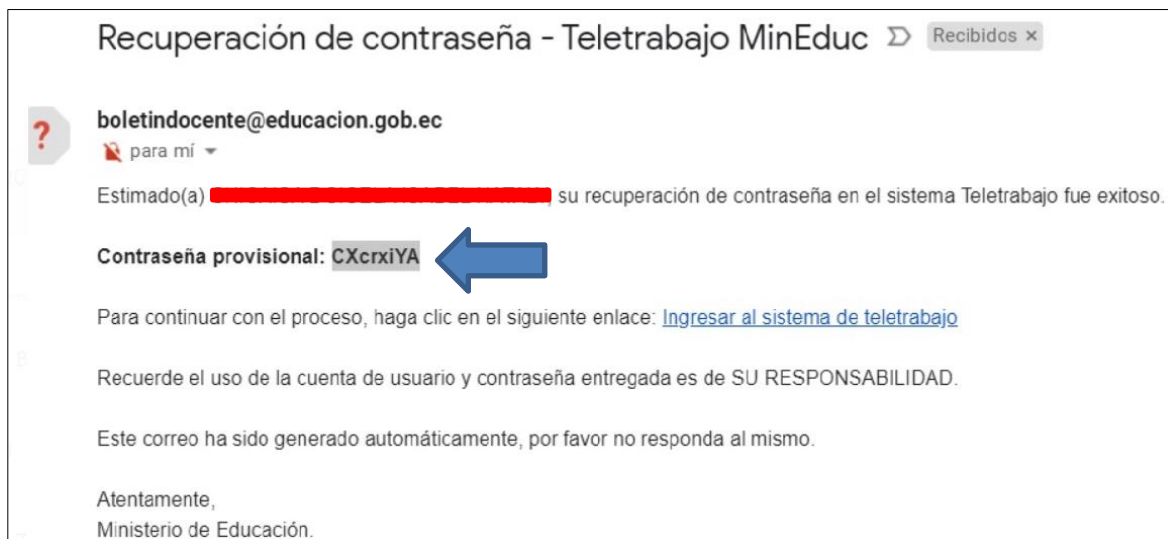 Recuperación de contraseña - Teletrabajo MinEduc Recibidos ×
boletindocente@educacion.gob.ec
?
para mí
Estimado(a) , su recuperación de contraseña en el sistema Teletrabajo fue exitoso.
Contraseña provisional: CXcrxiYA
Para continuar con el proceso, haga clic en el siguiente enlace: Ingresar al sistema de teletrabajo
Recuerde el uso de la cuenta de usuario y contraseña entregada es de SU RESPONSABILIDAD.
Este correo ha sido generado automáticamente, por favor no responda al mismo.
Atentamente,
Ministerio de Educación.